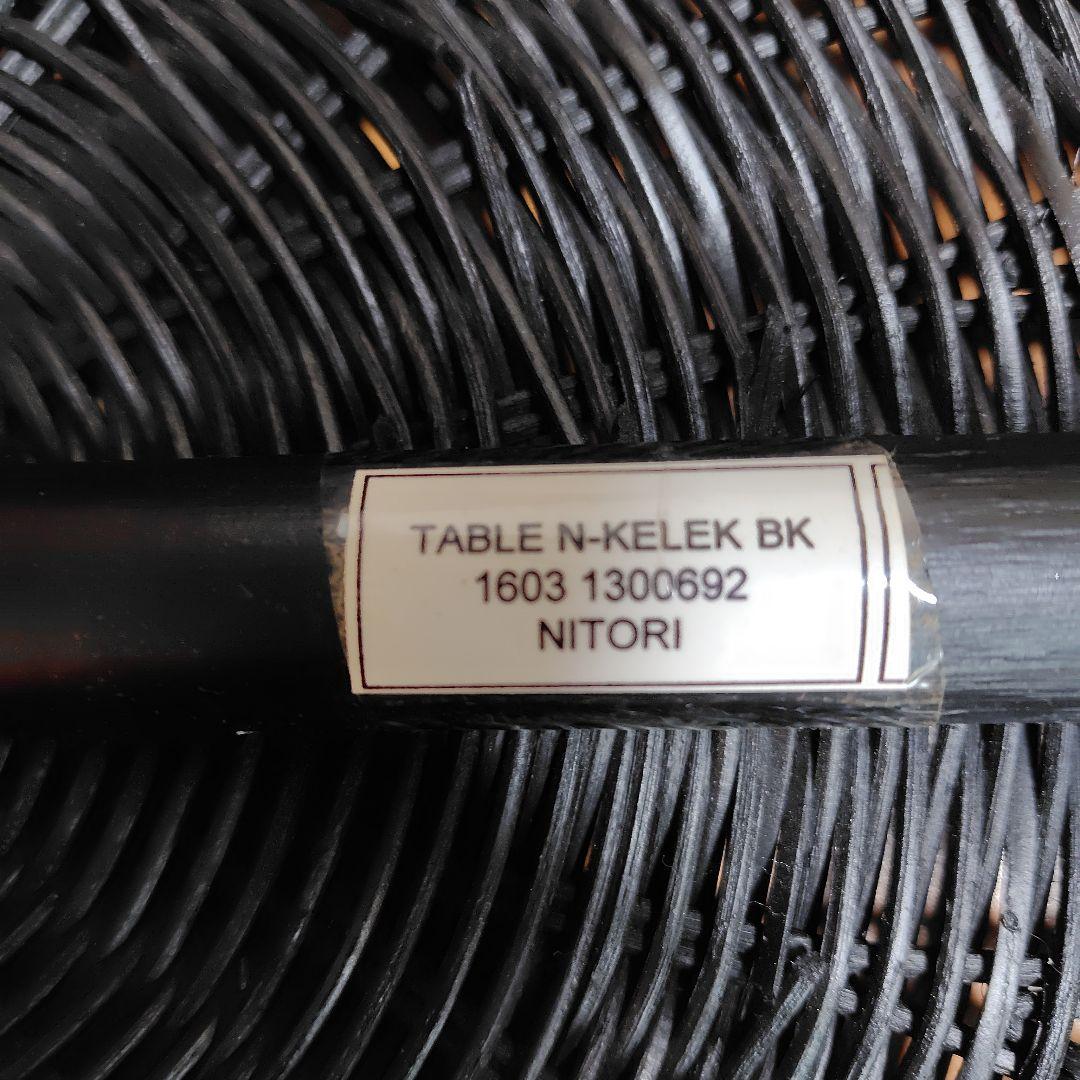 TABLE N-KELEK BK
1603 1300692
NITORI